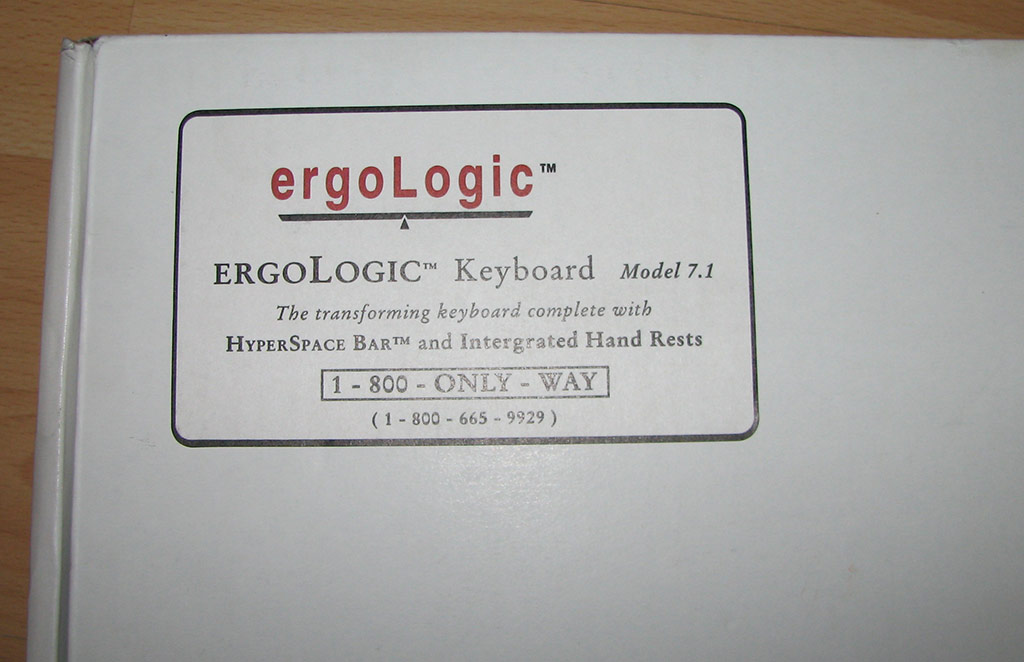 ergoLogic™
ERGOLOGIC™ Keyboard Model 7.1
The transforming keyboard complete with
HYPERSPACE BAR™ and Intergrated Hand Rests
1 - 800 - ONLY - WAY
( 1 - 800 - 665 - 9929 )